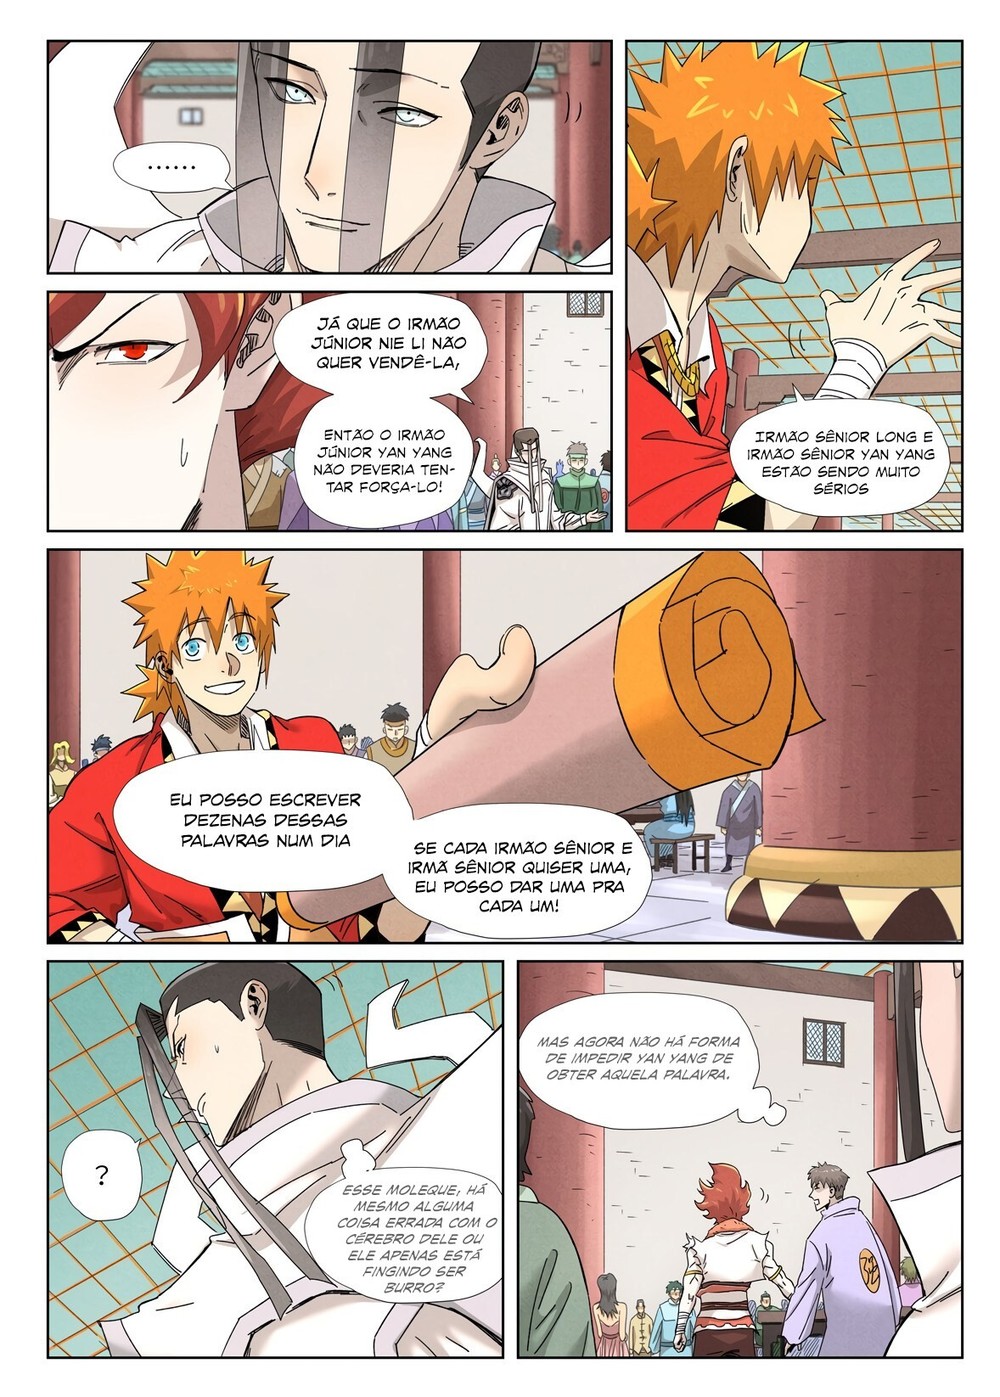 ......
JÁ QUE O IRMÃO
JÚNIOR NIE LI NÃO
QUER VENDÊ-LA,
ENTÃO O IRMÃO
JÚNIOR YAN YANG
NÃO DEVERIA TEN-
TAR FORÇA-LO!
IRMÃO SÊNIOR LONG E
IRMÃO SÊNIOR YAN YANG
ESTÃO SENDO MUITO
SÉRIOS
EU POSSO ESCREVER
DEZENAS DESSAS
PALAVRAS NUM DIA
SE CADA IRMÃO SÊNIOR E
IRMÃ SÊNIOR QUISER UMA,
EU POSSO DAR UMA PRA
CADA UM!
?
ESSE MOLEQUE, HÁ
MESMO ALGUMA
COISA ERRADA COM O
CÉREBRO DELE OU
ELE APENAS ESTÁ
FINGINDO SER
BURRO?
MAS AGORA NÃO HÁ FORMA
DE IMPEDIR YAN YANG DE
OBTER AQUELA PALAVRA.